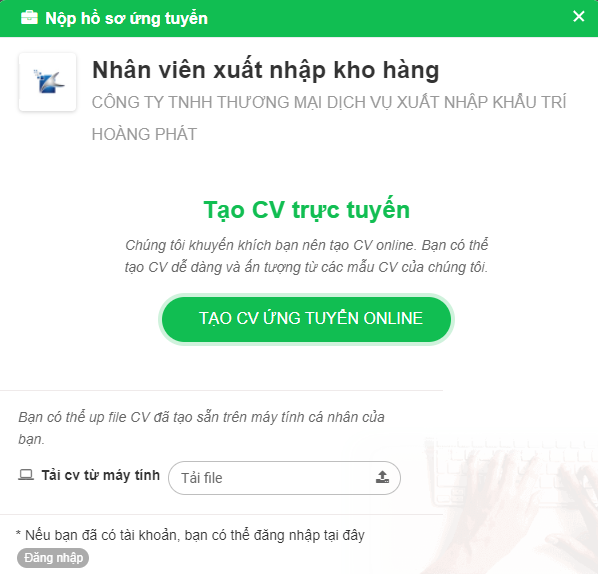 Nộp hồ sơ ứng tuyển
Nhân viên xuất nhập kho hàng
CÔNG TY TNHH THƯƠNG MẠI DỊCH VỤ XUẤT NHẬP KHẨU TRÍ
HOÀNG PHÁT
Tạo CV trực tuyến
Chúng tôi khuyến khích bạn nên tạo CV online. Bạn có thể
tạo CV dễ dàng và ấn tượng từ các mẫu CV của chúng tôi.
TẠO CV ỨNG TUYỂN ONLINE
Bạn có thể up file CV đã tạo sẵn trên máy tính cá nhân của
bạn.
Tải cv từ máy tính Tải file
* Nếu bạn đã có tài khoản, bạn có thể đăng nhập tại đây
Đăng nhập